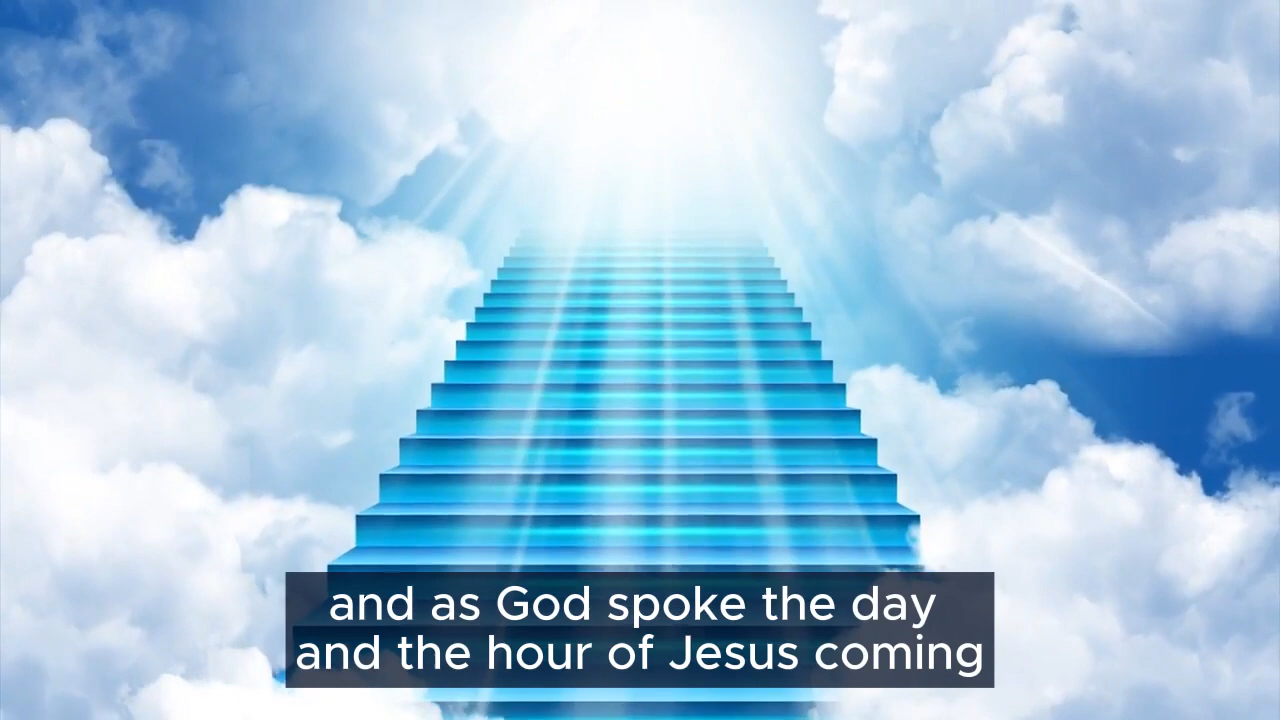 and as God spoke the day
and the hour of Jesus coming